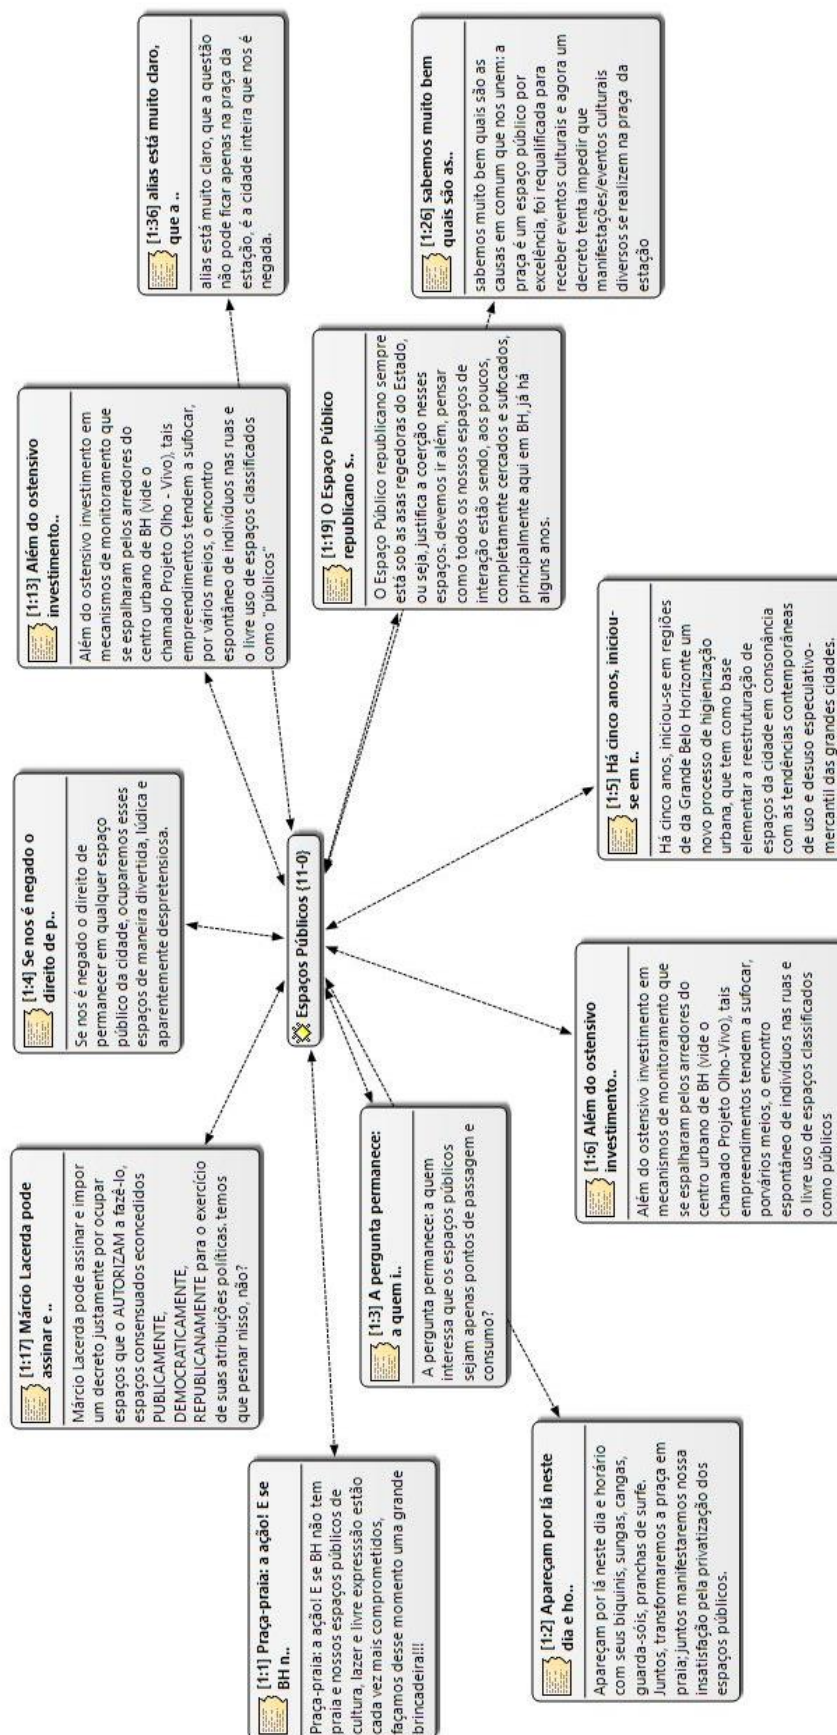 [1:17] Márcio Lacerda pode
assinar e ..
Márcio Lacerda pode assinar e impor
um decreto justamente por ocupar
espaços que o AUTORIZAM a fazê-lo,
espaços consensuados econcedidos
PUBLICAMENTE,
DEMOCRATICAMENTE,
REPUBLICANAMENTE para o exercício
de suas atribuições políticas. temos
que pesnar nisso, não?
[1:4] Se nos é negado o
direito de p..
Se nos é negado o direito de
permanecer em qualquer espaço
público da cidade, ocuparemos esses
espaços de maneira divertida, lúdica e
aparentemente despretensiosa.
[1:13] Além do ostensivo
investimento..
Além do ostensivo investimento em
mecanismos de monitoramento que
se espalharam pelos arredores do
centro urbano de BH (vide o
chamado Projeto Olho - Vivo), tais
empreendimentos tendem a sufocar,
por vários meios, o encontro
espontâneo de indivíduos nas ruas e
o livre uso de espaços classificados
como "públicos"
[1:36] alias está muito claro,
que a ..
alias está muito claro, que a questão
não pode ficar apenas na praça da
estação, é a cidade inteira que nos é
negada.
[1:1] Praça-praia: a ação! E se
BH n..
Praça-praia: a ação! E se BH não tem
praia e nossos espaços públicos de
cultura, lazer e livre expresssão estão
cada vez mais comprometidos,
façamos desse momento uma grande
brincadeira!!!
Espaços Públicos {11-0}
[1:3] A pergunta permanece:
a quem i..
A pergunta permanece: a quem
interessa que os espaços públicos
sejam apenas pontos de passagem e
consumo?
[1:19] O Espaço Público
republicano s..
O Espaço Público republicano sempre
está sob as asas regedoras do Estado,
ou seja, justifica a coerção nesses
espaços. devemos ir além, pensar
como todos os nossos espaços de
interação estão sendo, aos poucos,
completamente cercados e sufocados,
principalmente aqui em BH, já há
alguns anos.
[1:26] sabemos muito bem
quais são as..
sabemos muito bem quais são as
causas em comum que nos unem: a
praça é um espaço público por
excelência, foi requalificada para
receber eventos culturais e agora um
decreto tenta impedir que
manifestações/eventos culturais
diversos se realizem na praça da
estação
[1:2] Apareçam por lá neste
dia e ho..
Apareçam por lá neste dia e horário
com seus biquinis, sungas, cangas,
guarda-sóis, pranchas de surfe.
Juntos, transformaremos a praça em
praia; juntos manifestaremos nossa
insatisfação pela privatização dos
espaços públicos.
[1:6] Além do ostensivo
investimento..
Além do ostensivo investimento em
mecanismos de monitoramento que
se espalharam pelos arredores do
centro urbano de BH (vide o
chamado Projeto Olho-Vivo), tais
empreendimentos tendem a sufocar,
porvários meios, o encontro
espontâneo de indivíduos nas ruas e
o livre uso de espaços classificados
como públicos
[1:5] Há cinco anos, iniciou-
se em r..
Há cinco anos, iniciou-se em regiões
de da Grande Belo Horizonte um
novo processo de higienização
urbana, que tem como base
elementar a reestruturação de
espaços da cidade em consonância
com as tendências contemporâneas
de uso e desuso especulativo-
mercantil das grandes cidades.